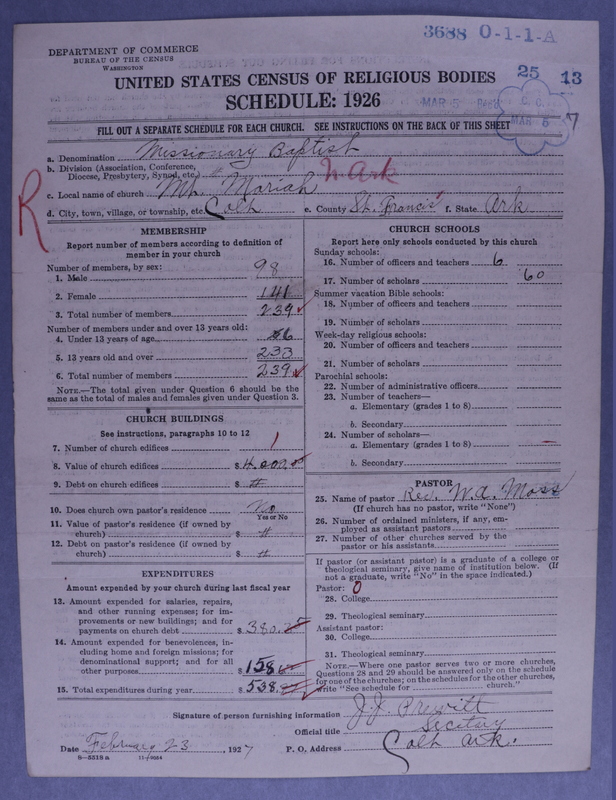 3688 O-1-1-A
DEPARTMENT OF COMMERCE
BUREAU OF THE CENSUS
WASHINGTON
25 13
UNITED STATES CENSUS OF RELIGIOUS BODIES
SCHEDULE: 1926
MAR 5
C. O.
MAR 5 7
FILL OUT A SEPARATE SCHEDULE FOR EACH CHURCH. SEE INSTRUCTIONS ON THE BACK OF THIS SHEET
a. Denomination Missionary Baptist
b. Division (Association, Conference, Diocese, Presbytery, Synod, etc.) Ark
R
c. Local name of church Mt. Moriah
d. City, town, village, or township, etc. Colt e. County St. Francis f. State Ark
MEMBERSHIP
Report number of members according to definition of member in your church
Number of members, by sex:
1. Male 98
2. Female 141
3. Total number of members 239
Number of members under and over 13 years old:
4. Under 13 years of age 6
5. 13 years old and over 233
6. Total number of members 239
NOTE.—The total given under Question 6 should be the same as the total of males and females given under Question 3.
CHURCH BUILDINGS
See instructions, paragraphs 10 to 12
7. Number of church edifices 1
8. Value of church edifices $4,000.00
9. Debt on church edifices $ #
10. Does church own pastor's residence No
Yes or No
11. Value of pastor's residence (if owned by church) $ #
12. Debt on pastor's residence (if owned by church) $ #
EXPENDITURES
Amount expended by your church during last fiscal year
13. Amount expended for salaries, repairs, and other running expenses; for improvements or new buildings; and for payments on church debt $380.25
14. Amount expended for benevolences, including home and foreign missions; for denominational support; and for all other purposes $158
15. Total expenditures during year $538
CHURCH SCHOOLS
Report here only schools conducted by this church
Sunday schools:
16. Number of officers and teachers 6
17. Number of scholars 60
Summer vacation Bible schools:
18. Number of officers and teachers
19. Number of scholars
Week-day religious schools:
20. Number of officers and teachers
21. Number of scholars
Parochial schools:
22. Number of administrative officers
23. Number of teachers—
a. Elementary (grades 1 to 8)
b. Secondary
24. Number of scholars—
a. Elementary (grades 1 to 8) —
b. Secondary
PASTOR
25. Name of pastor Rev. W. A. Moss
(If church has no pastor, write "None")
26. Number of ordained ministers, if any, employed as assistant pastors
27. Number of other churches served by the pastor or his assistants
If pastor (or assistant pastor) is a graduate of a college or theological seminary, give name of institution below. (If not a graduate, write "No" in the space indicated.)
Pastor: 0
28. College
29. Theological seminary
Assistant pastor:
30. College
31. Theological seminary
NOTE.—Where one pastor serves two or more churches, Questions 28 and 29 should be answered only on the schedule for one of the churches; on the schedules for the other churches, write "See schedule for church."
Signature of person furnishing information J. J. Prewitt
Official title Secitary
Date February 23, 1927 P. O. Address Colt Ark.
8—5518a 11—9054